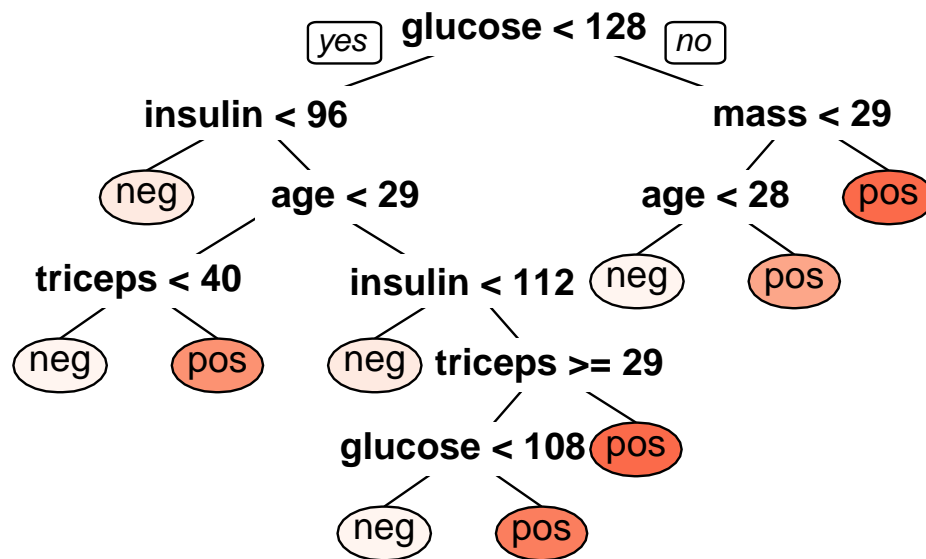 yes glucose < 128 no
insulin < 96 mass < 29
neg age < 29 age < 28 pos
triceps < 40 insulin < 112 neg pos
neg pos neg triceps >= 29
glucose < 108 pos
neg pos